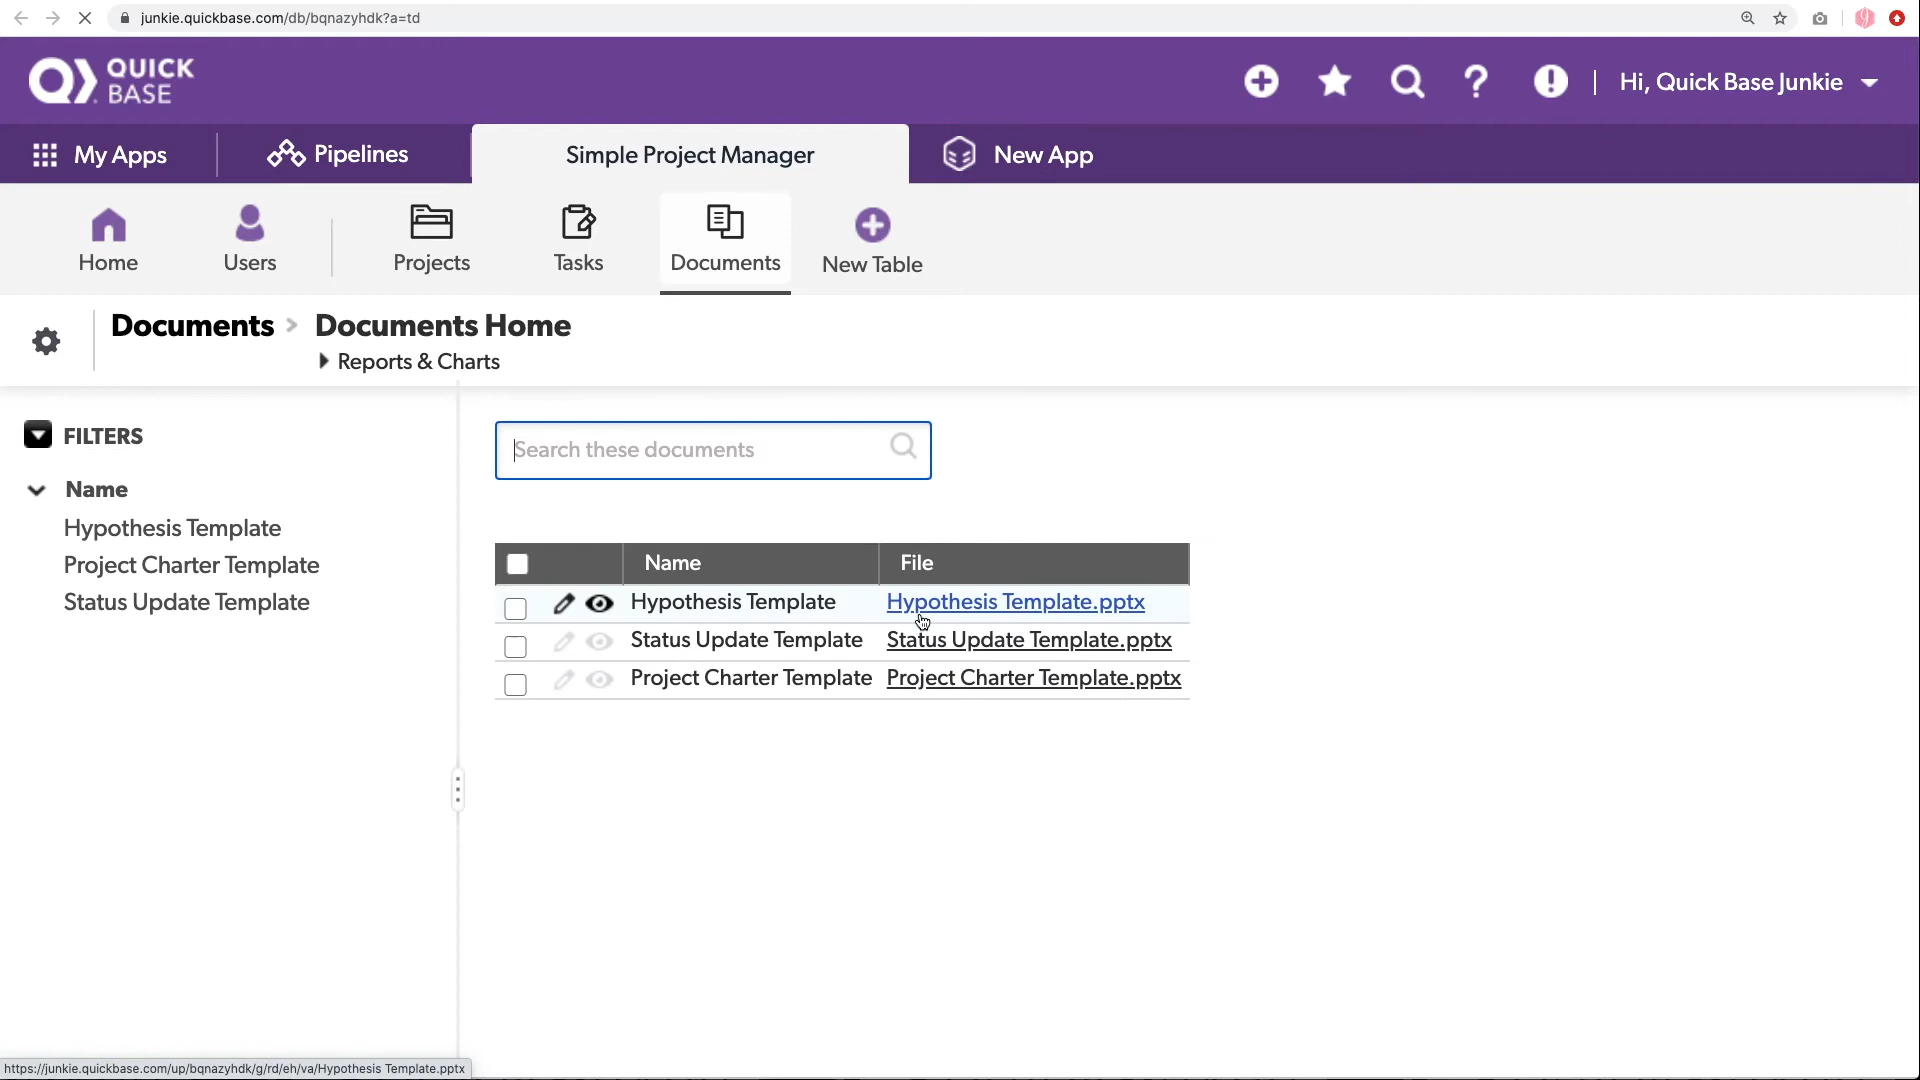 junkie.quickbase.com/db/bqnazyhdk?a=td
QUICK
BASE
Hi, Quick Base Junkie
My Apps
Pipelines
Simple Project Manager
New App
Home
Users
Projects
Tasks
Documents
New Table
Documents > Documents Home
Reports & Charts
FILTERS
Name
Hypothesis Template
Project Charter Template
Status Update Template
Search these documents
Name File
Hypothesis Template Hypothesis Template.pptx
Status Update Template Status Update Template.pptx
Project Charter Template Project Charter Template.pptx
https://junkie.quickbase.com/up/bqnazyhdk/g/rd/eh/va/Hypothesis Template.pptx